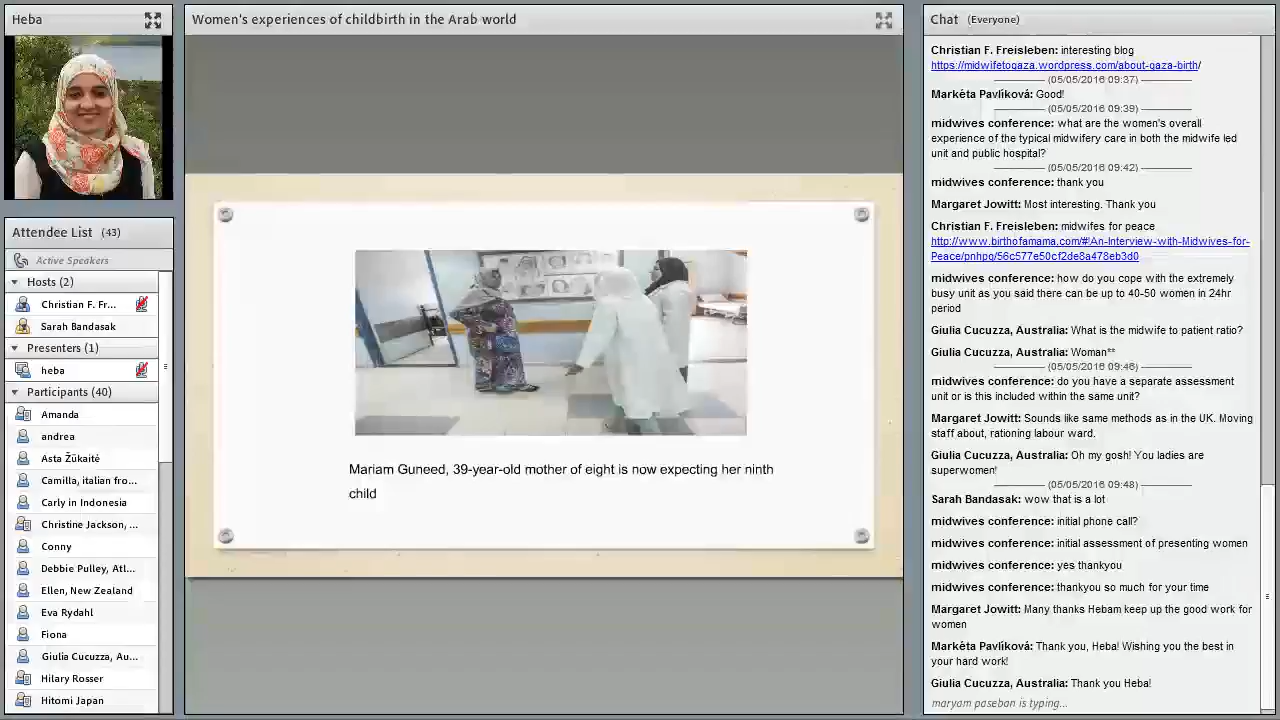 Heba
Attendee List (43)
Active Speakers
Hosts (2)
Christian F. Fr...
Sarah Bandasak
Presenters (1)
heba
Participants (40)
Amanda
andrea
Asta Žūkaitė
Camilla, italian fro...
Carly in Indonesia
Christine Jackson, ...
Conny
Debbie Pulley, Atl...
Ellen, New Zealand
Eva Rydahl
Fiona
Giulia Cucuzza, Au...
Hilary Rosser
Hitomi Japan
Women's experiences of childbirth in the Arab world
Mariam Guneed, 39-year-old mother of eight is now expecting her ninth
child
Chat (Everyone)
Christian F. Freisleben: interesting blog
https://midwifetogaza.wordpress.com/about-gaza-birth/
(05/05/2016 09:37)
Markéta Pavlíková: Good!
(05/05/2016 09:39)
midwives conference: what are the women's overall
experience of the typical midwifery care in both the midwife led
unit and public hospital?
(05/05/2016 09:42)
midwives conference: thank you
Margaret Jowitt: Most interesting. Thank you
Christian F. Freisleben: midwifes for peace
http://www.birthofamama.com/#!An-Interview-with-Midwives-for-
Peace/pnhpq/56c577e50cf2de8a478eb3d0
midwives conference: how do you cope with the extremely
busy unit as you said there can be up to 40-50 women in 24hr
period
Giulia Cucuzza, Australia: What is the midwife to patient ratio?
Giulia Cucuzza, Australia: Woman**
(05/05/2016 09:46)
midwives conference: do you have a separate assessment
unit or is this included within the same unit?
Margaret Jowitt: Sounds like same methods as in the UK. Moving
staff about, rationing labour ward.
Giulia Cucuzza, Australia: Oh my gosh! You ladies are
superwomen!
(05/05/2016 09:48)
Sarah Bandasak: wow that is a lot
midwives conference: initial phone call?
midwives conference: initial assessment of presenting women
midwives conference: yes thankyou
midwives conference: thankyou so much for your time
Margaret Jowitt: Many thanks Hebam keep up the good work for
women
Markéta Pavlíková: Thank you, Heba! Wishing you the best in
your hard work!
Giulia Cucuzza, Australia: Thank you Heba!
maryam paseban is typing...